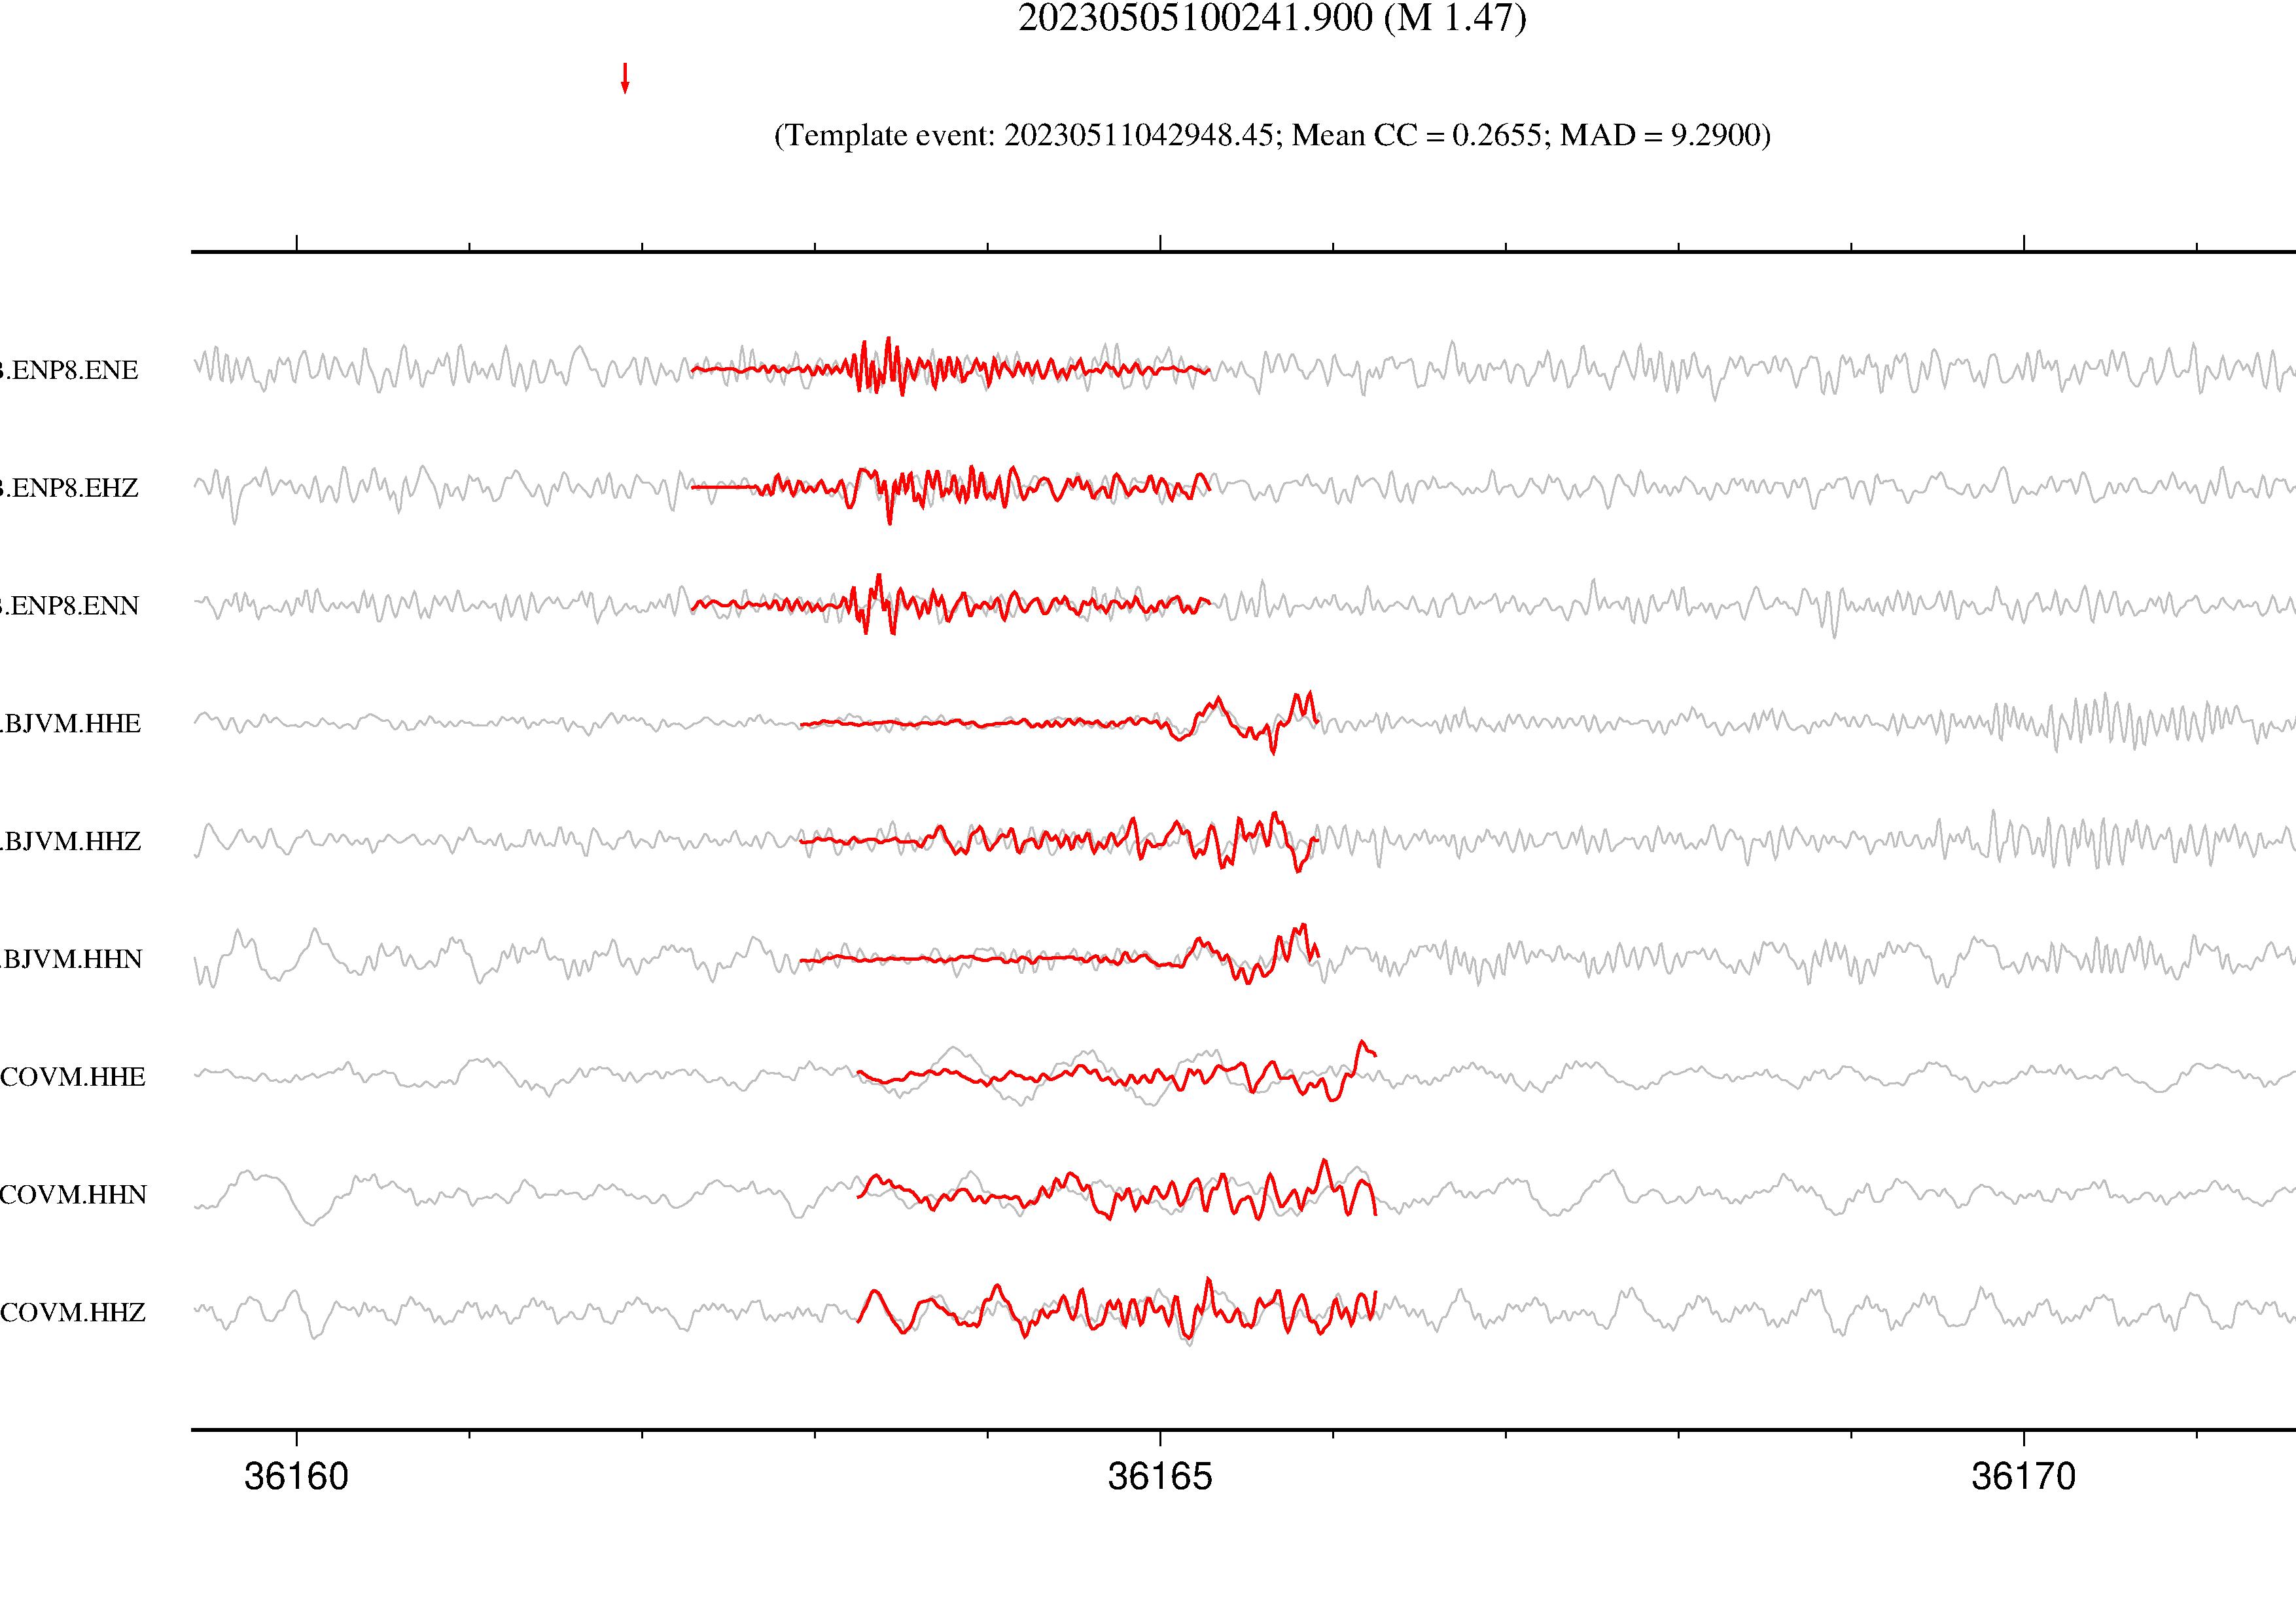 20230505100241.900 (M 1.47)
(Template event: 20230511042948.45; Mean CC = 0.2655; MAD = 9.2900)
.ENP8.ENE
.ENP8.EHZ
.ENP8.ENN
.BJVM.HHE
.BJVM.HHZ
.BJVM.HHN
COVM.HHE
COVM.HHN
COVM.HHZ
36160 36165 36170